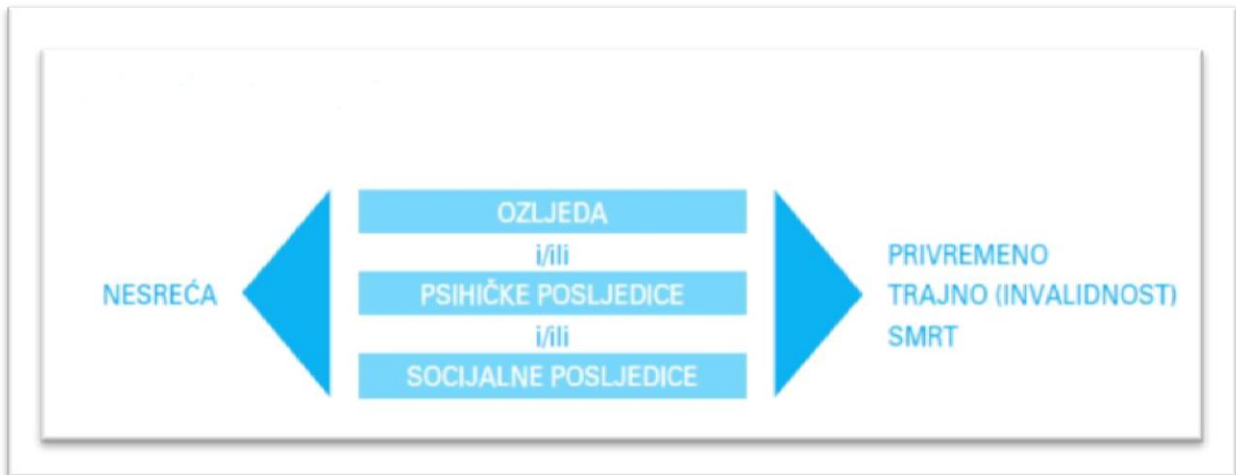 NESREĆA
OZLJEDA
i/ili
PSIHIČKE POSLJEDICE
i/ili
SOCIJALNE POSLJEDICE
PRIVREMENO
TRAJNO (INVALIDNOST)
SMRT